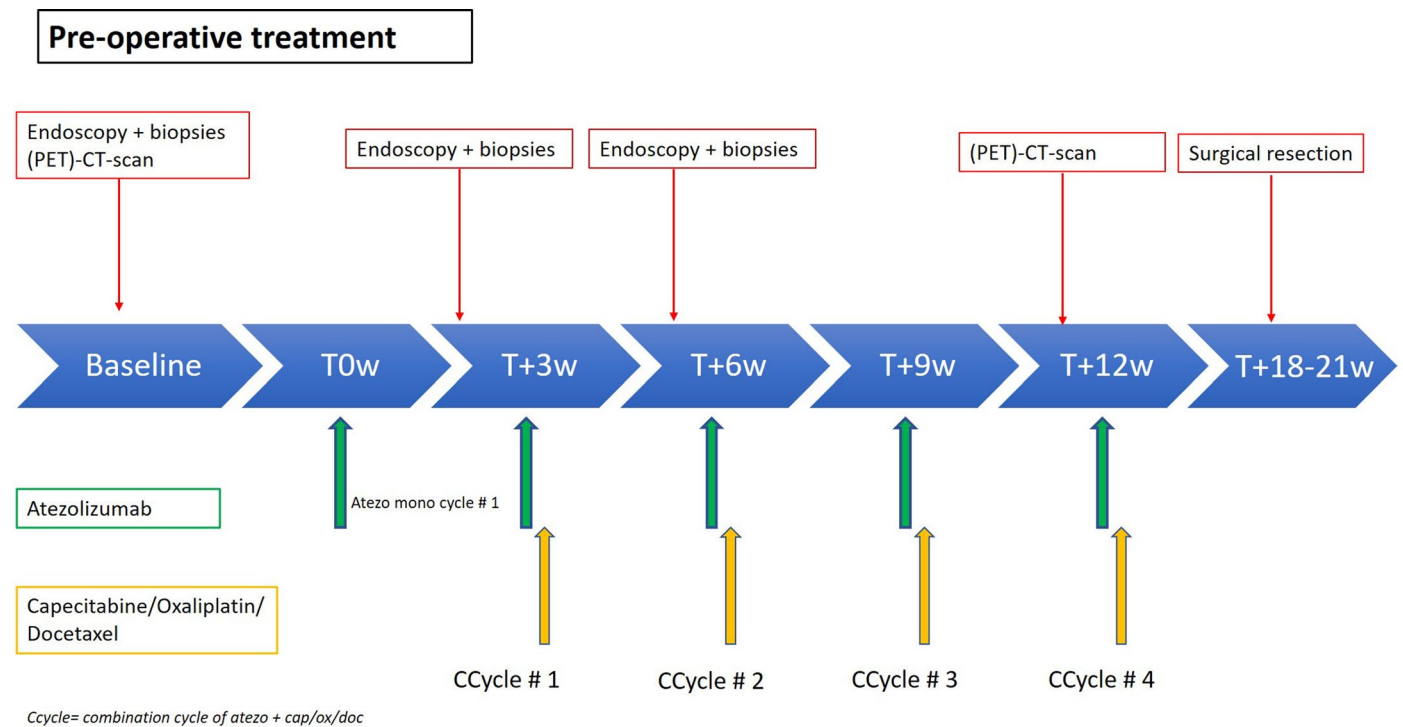 Pre-operative treatment
Endoscopy + biopsies
(PET)-CT-scan
Endoscopy + biopsies
Endoscopy + biopsies
(PET)-CT-scan
Surgical resection
Baseline
T0w
T+3w
T+6w
T+9w
T+12w
T+18-21w
Atezolizumab
Atezo mono cycle # 1
Capecitabine/Oxaliplatin/
Docetaxel
CCycle # 1
CCycle # 2
CCycle # 3
CCycle # 4
Ccycle= combination cycle of atezo + cap/ox/doc